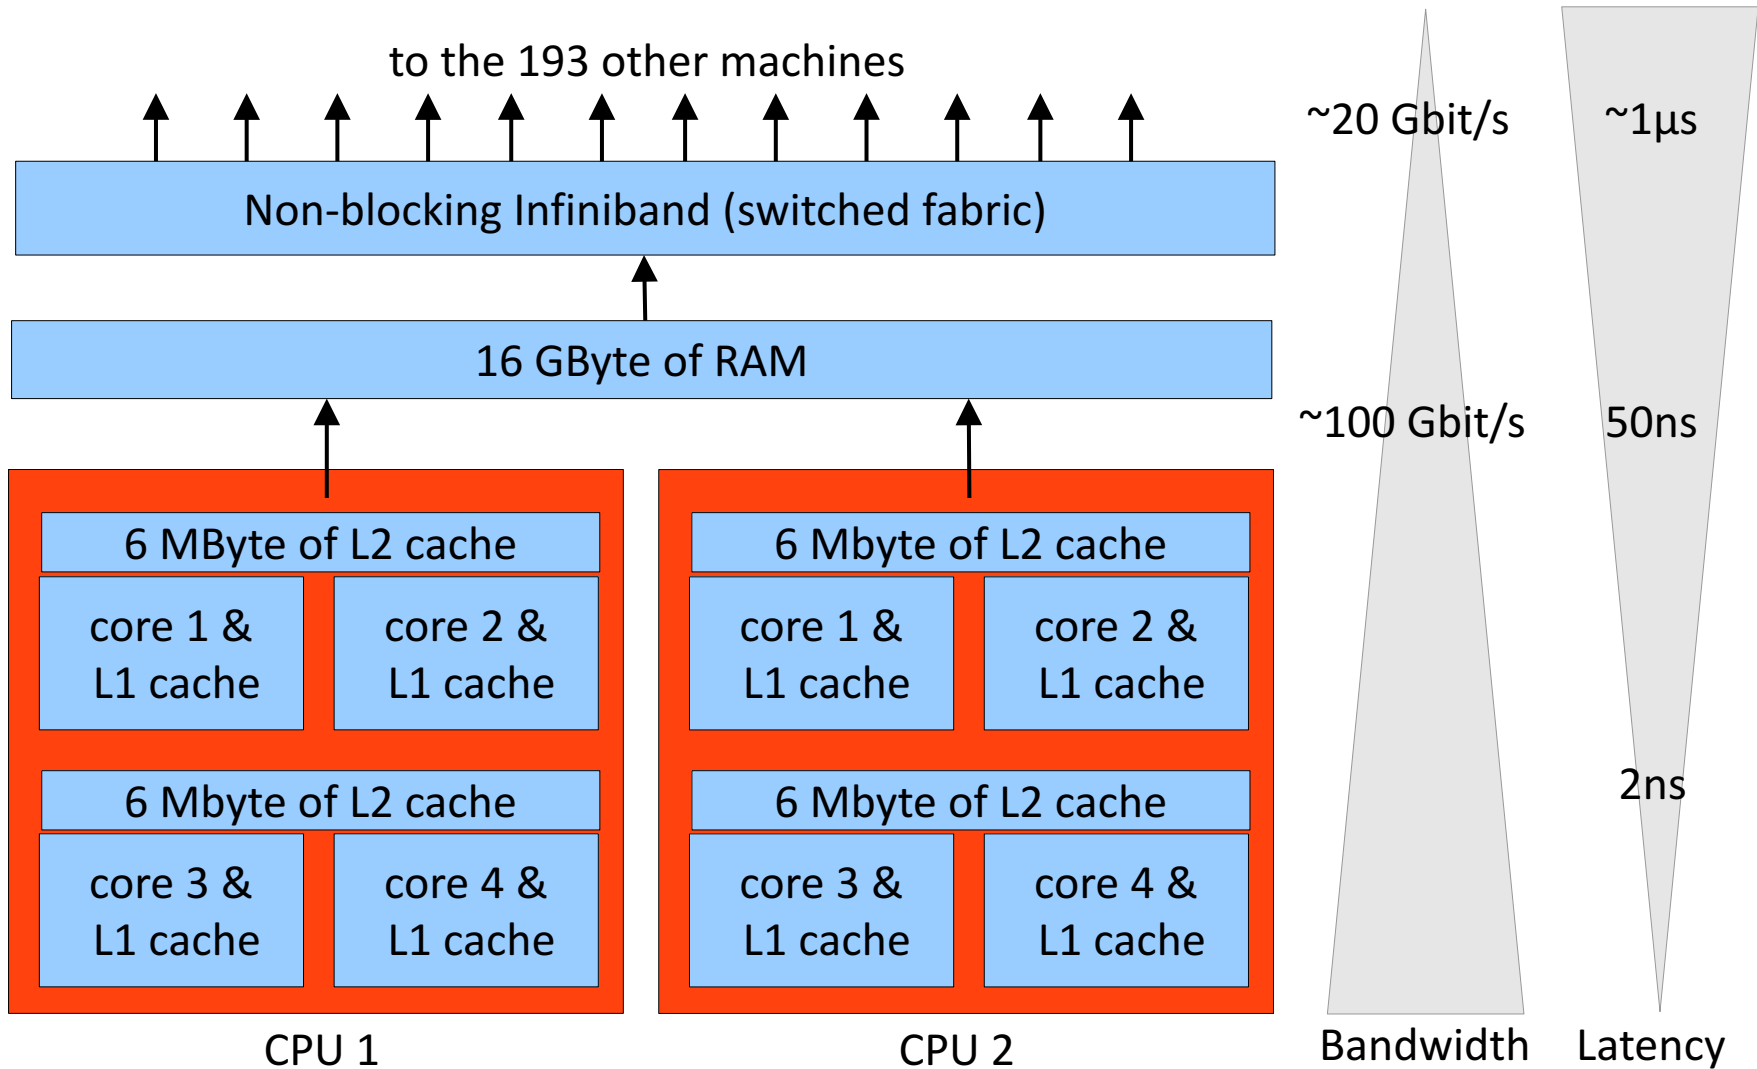 to the 193 other machines
~20 Gbit/s
~1µs
Non-blocking Infiniband (switched fabric)
16 GByte of RAM
~100 Gbit/s
50ns
6 MByte of L2 cache
core 1 &
L1 cache
core 2 &
L1 cache
6 Mbyte of L2 cache
core 3 &
L1 cache
core 4 &
L1 cache
CPU 1
6 Mbyte of L2 cache
core 1 &
L1 cache
core 2 &
L1 cache
6 Mbyte of L2 cache
core 3 &
L1 cache
core 4 &
L1 cache
CPU 2
2ns
Bandwidth
Latency